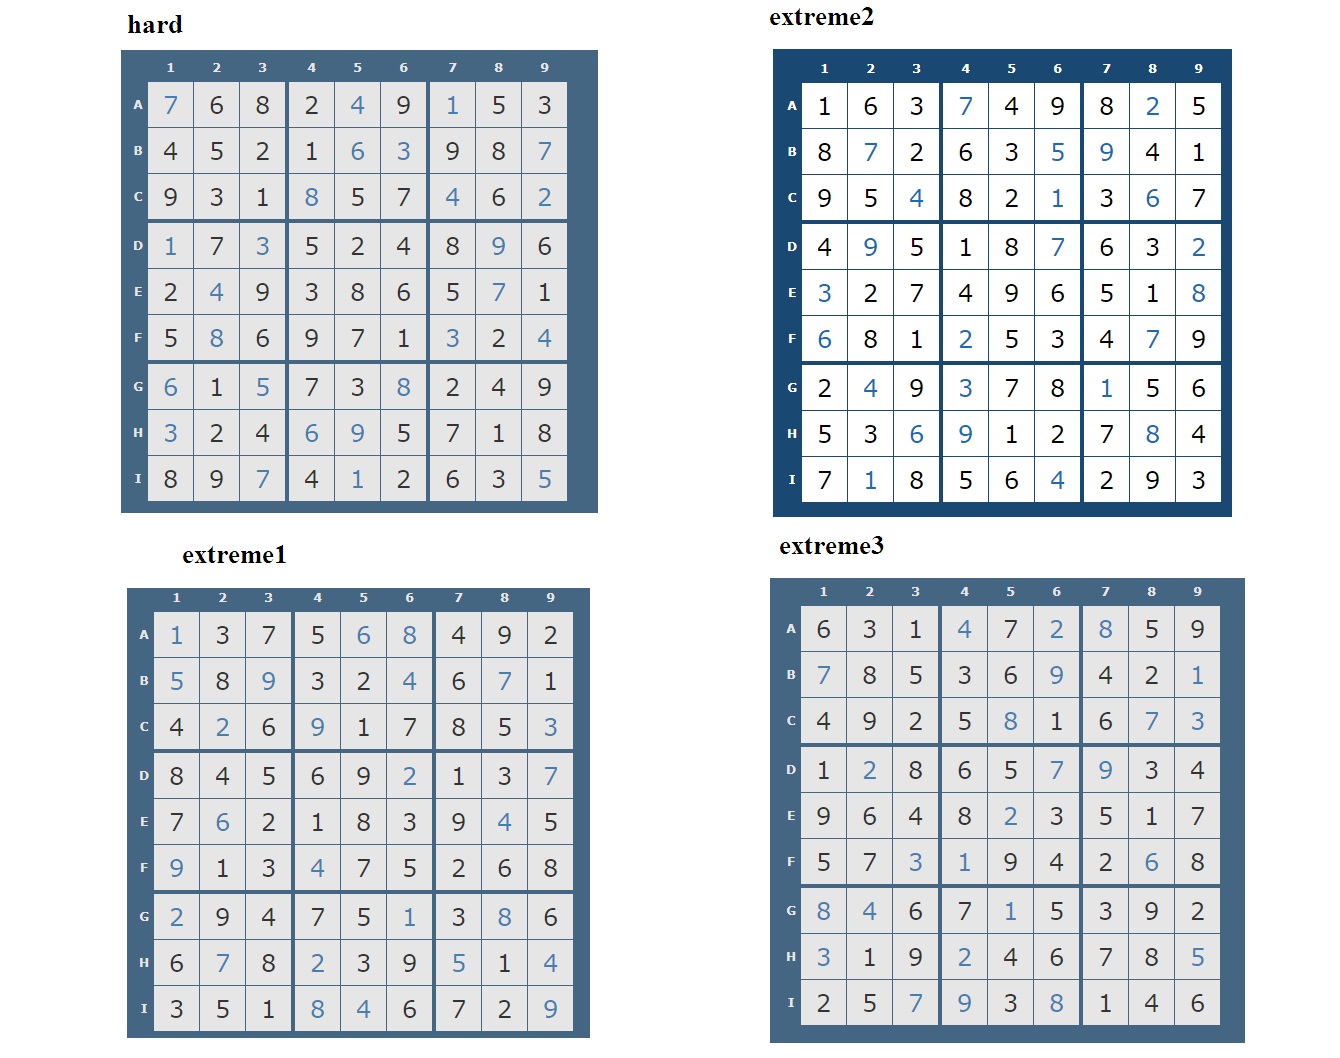 hard
1 2 3 4 5 6 7 8 9
A 7 6 8 2 4 9 1 5 3
B 4 5 2 1 6 3 9 8 7
C 9 3 1 8 5 7 4 6 2
D 1 7 3 5 2 4 8 9 6
E 2 4 9 3 8 6 5 7 1
F 5 8 6 9 7 1 3 2 4
G 6 1 5 7 3 8 2 4 9
H 3 2 4 6 9 5 7 1 8
I 8 9 7 4 1 2 6 3 5
extreme2
1 2 3 4 5 6 7 8 9
A 1 6 3 7 4 9 8 2 5
B 8 7 2 6 3 5 9 4 1
C 9 5 4 8 2 1 3 6 7
D 4 9 5 1 8 7 6 3 2
E 3 2 7 4 9 6 5 1 8
F 6 8 1 2 5 3 4 7 9
G 2 4 9 3 7 8 1 5 6
H 5 3 6 9 1 2 7 8 4
I 7 1 8 5 6 4 2 9 3
extreme1
1 2 3 4 5 6 7 8 9
A 1 3 7 5 6 8 4 9 2
B 5 8 9 3 2 4 6 7 1
C 4 2 6 9 1 7 8 5 3
D 8 4 5 6 9 2 1 3 7
E 7 6 2 1 8 3 9 4 5
F 9 1 3 4 7 5 2 6 8
G 2 9 4 7 5 1 3 8 6
H 6 7 8 2 3 9 5 1 4
I 3 5 1 8 4 6 7 2 9
extreme3
1 2 3 4 5 6 7 8 9
A 6 3 1 4 7 2 8 5 9
B 7 8 5 3 6 9 4 2 1
C 4 9 2 5 8 1 6 7 3
D 1 2 8 6 5 7 9 3 4
E 9 6 4 8 2 3 5 1 7
F 5 7 3 1 9 4 2 6 8
G 8 4 6 7 1 5 3 9 2
H 3 1 9 2 4 6 7 8 5
I 2 5 7 9 3 8 1 4 6